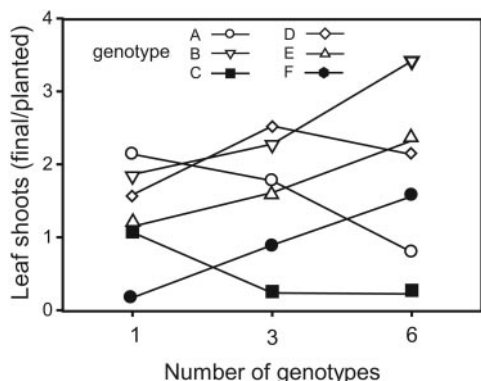 4
genotype
A D
B E
C F
3
2
1
0
Leaf shoots (final/planted)
1 3 6
Number of genotypes